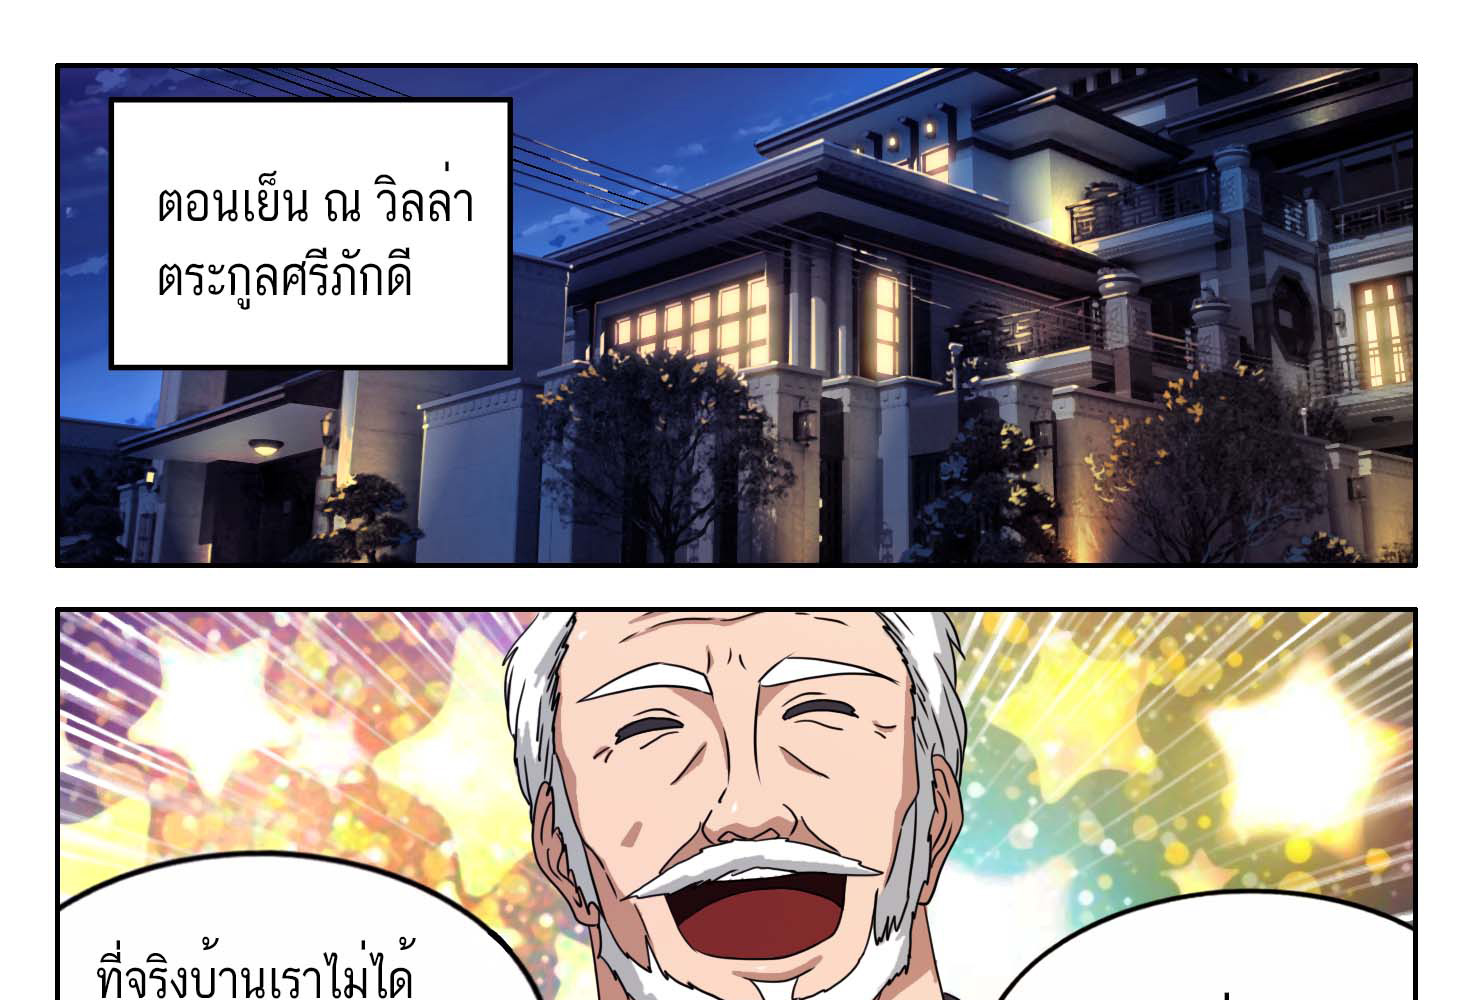 ตอนเย็น ณ วิลล่า
ตระกูลศรีภักดี
ที่จริงบ้านเราไม่ได้